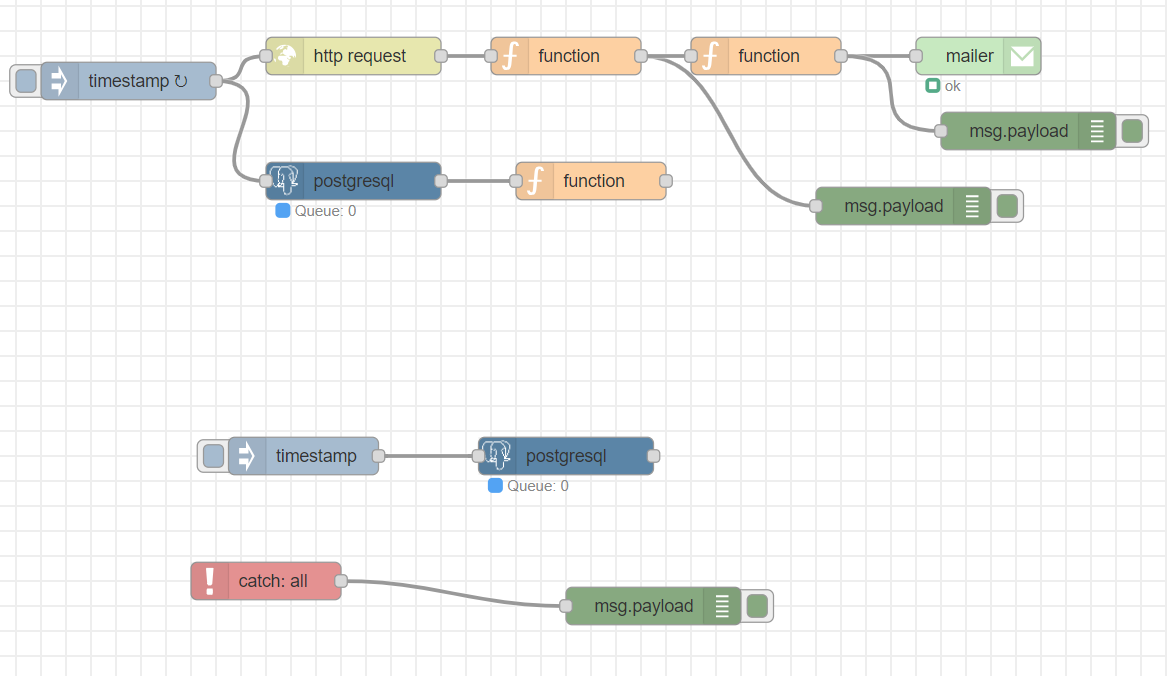 http request
function
function
mailer
timestamp ↻
ok
msg.payload
postgresql
function
Queue: 0
msg.payload
timestamp
postgresql
Queue: 0
catch: all
msg.payload